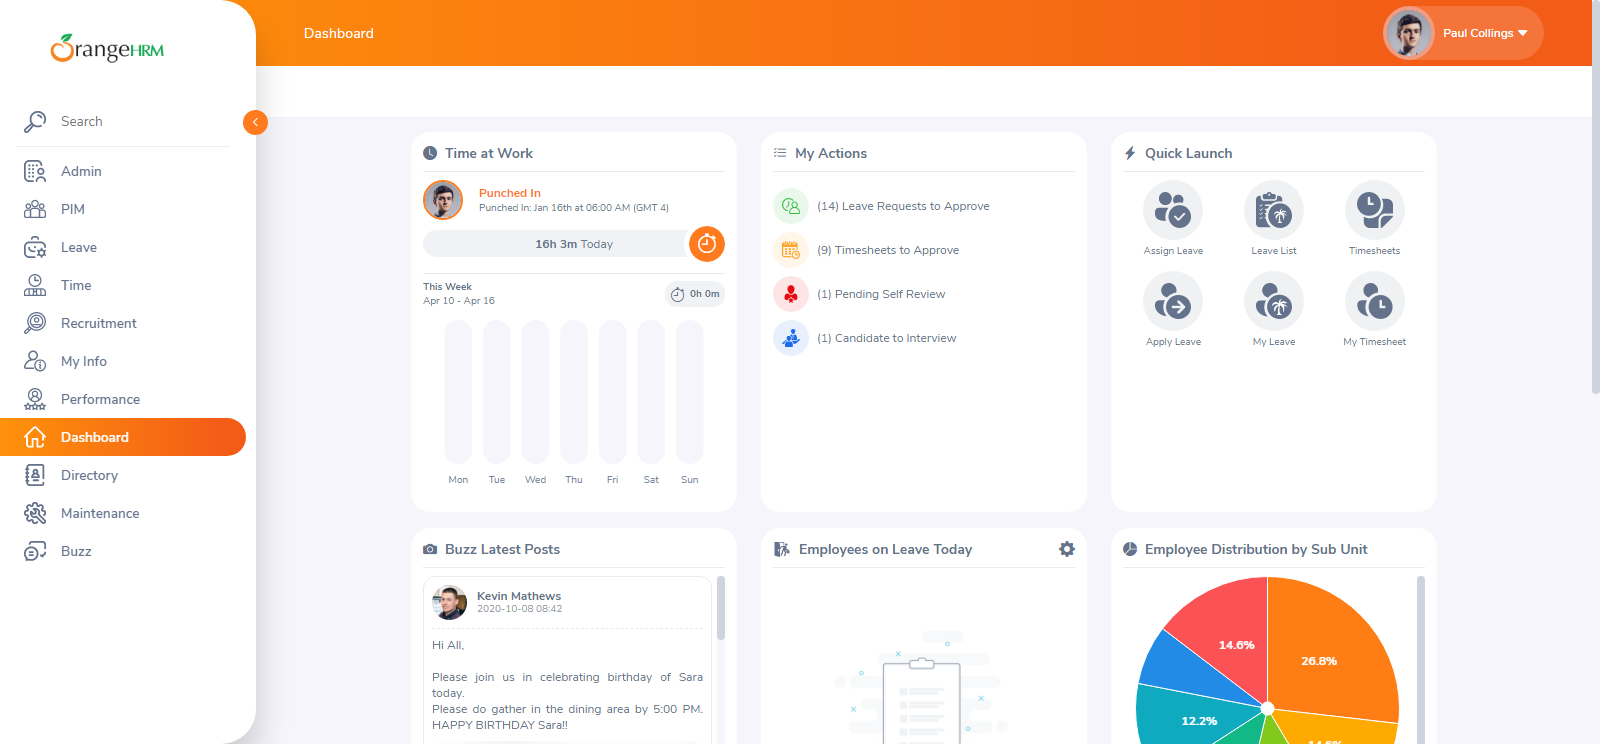 OrangeHRM
Dashboard
Paul Collings
Search
Admin
PIM
Leave
Time
Recruitment
My Info
Performance
Dashboard
Directory
Maintenance
Buzz
Time at Work
Punched In
Punched In: Jan 16th at 06:00 AM (GMT 4)
16h 3m Today
This Week
Apr 10 - Apr 16
0h 0m
Mon Tue Wed Thu Fri Sat Sun
My Actions
(14) Leave Requests to Approve
(9) Timesheets to Approve
(1) Pending Self Review
(1) Candidate to Interview
Quick Launch
Assign Leave
Leave List
Timesheets
Apply Leave
My Leave
My Timesheet
Buzz Latest Posts
Kevin Mathews
2020-10-08 08:42
Hi All,
Please join us in celebrating birthday of Sara
today.
Please do gather in the dining area by 5:00 PM.
HAPPY BIRTHDAY Sara!!
Employees on Leave Today
Employee Distribution by Sub Unit
14.6%
26.8%
12.2%